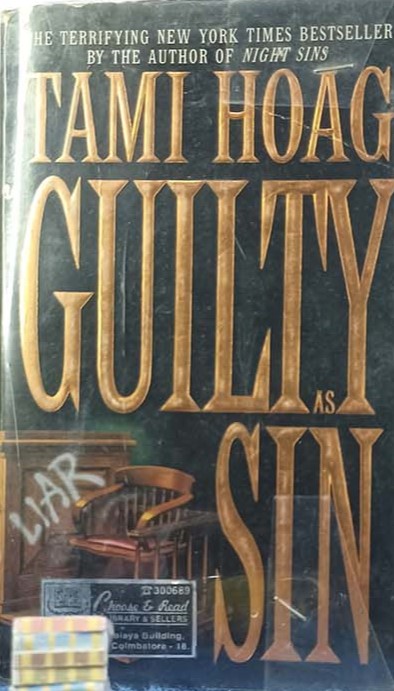 THE TERRIFYING NEW YORK TIMES BESTSELLER
BY THE AUTHOR OF NIGHT SINS
TAMI HOAG
GUILTY
AS
SIN
LIAR
☎300689
Choose & Read
& SELLERS
Building,
Coimbatore - 18.